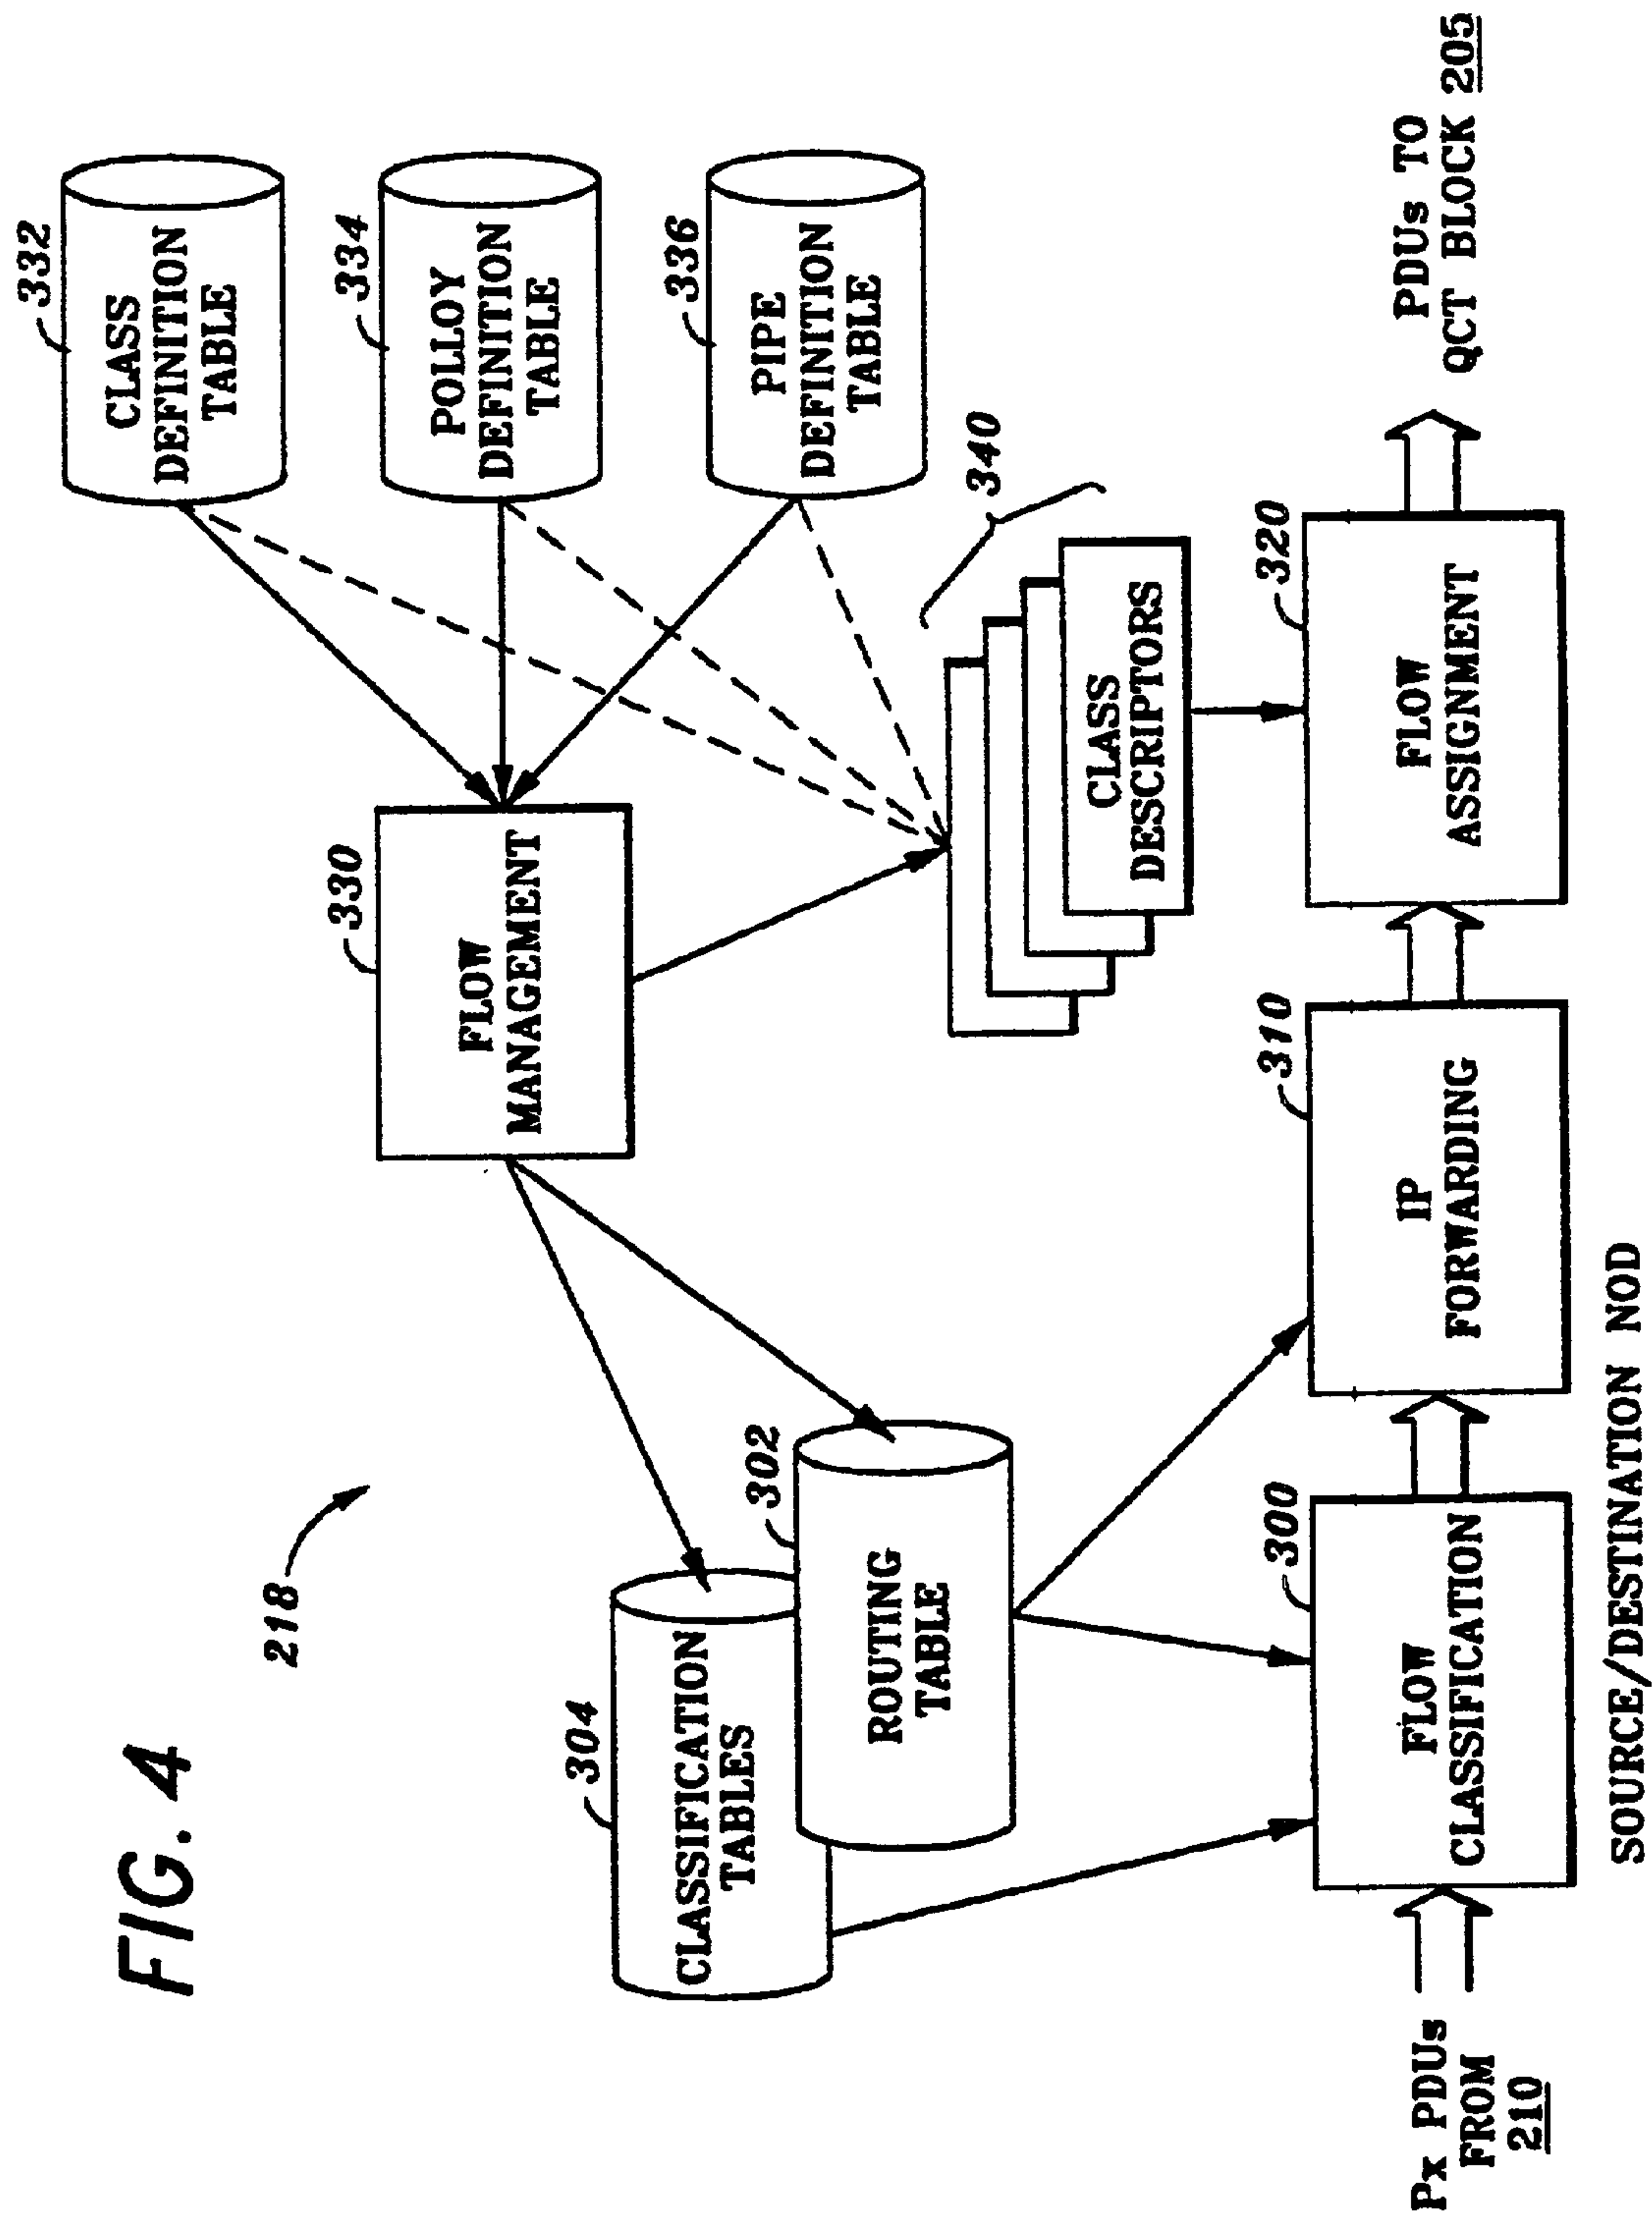 FIG. 4
218
332
CLASS
DEFINITION
TABLE
334
POLLOY
DEFINITION
TABLE
336
PIPE
DEFINITION
TABLE
330
FLOW
MANAGEMENT
304
CLASSIFICATION
TABLES
302
ROUTING
TABLE
340
CLASS
DESCRIPTORS
Px PDUs
FROM
210
300
FLOW
CLASSIFICATION
310
IP
FORWARDING
320
FLOW
ASSIGNMENT
PDUs TO
QCT BLOCK 205
SOURCE/DESTINATION NOD